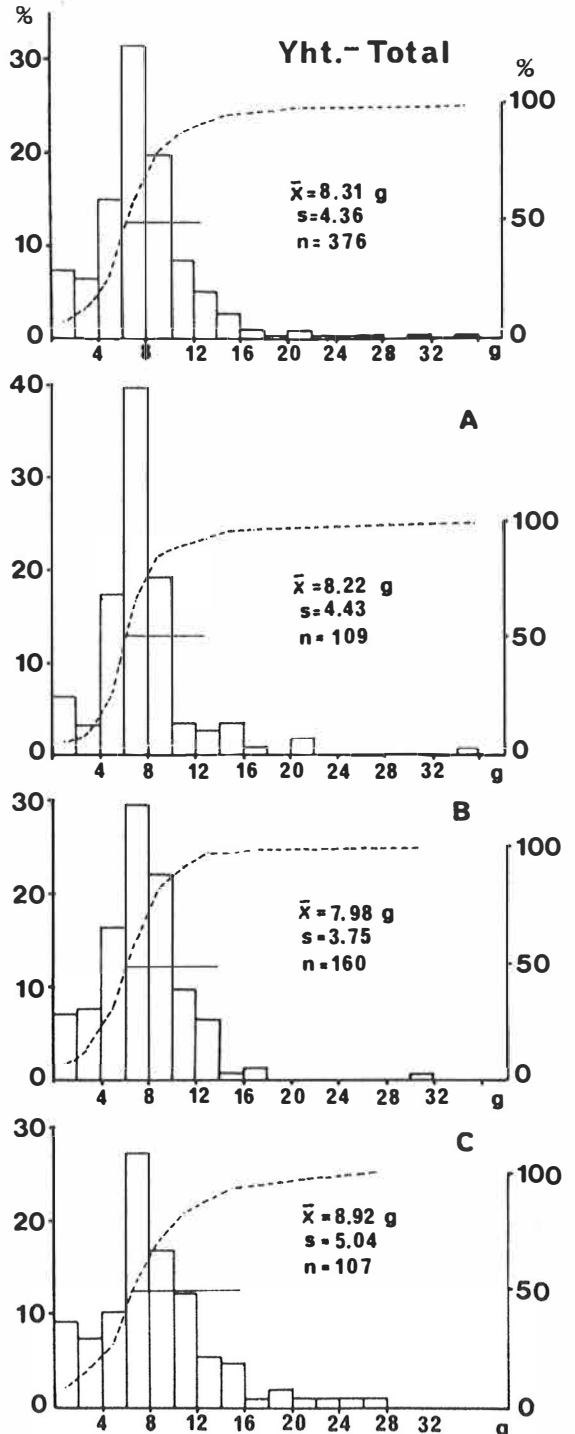 %
Yht.- Total
%
30
20
10
0
100
50
0
x̄=8.31 g
s=4.36
n=376
4 8 12 16 20 24 28 32 g
A
40
30
20
10
0
100
50
0
x̄=8.22 g
s=4.43
n=109
4 8 12 16 20 24 28 32 g
B
30
20
10
0
100
50
0
x̄=7.98 g
s=3.75
n=160
4 8 12 16 20 24 28 32 g
C
30
20
10
0
100
50
0
x̄=8.92 g
s=5.04
n=107
4 8 12 16 20 24 28 32 g